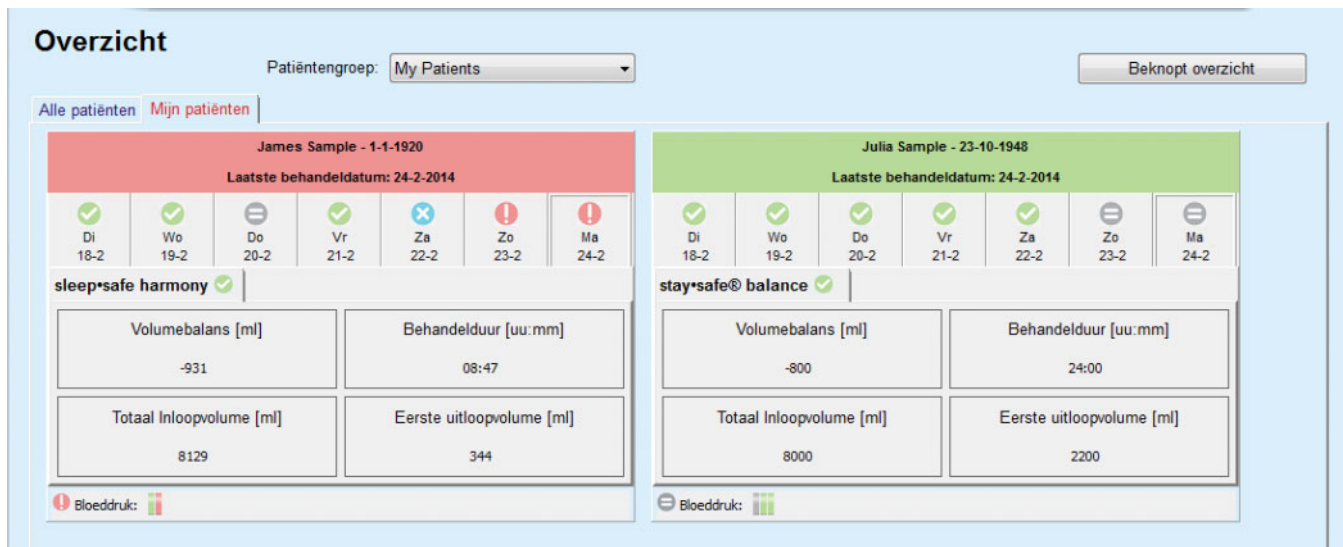 Overzicht
Patiëntengroep: My Patients
Beknopt overzicht
Alle patiënten Mijn patiënten
James Sample - 1-1-1920
Laatste behandeldatum: 24-2-2014
Di Wo Do Vr Za Zo Ma
18-2 19-2 20-2 21-2 22-2 23-2 24-2
sleep•safe harmony
Volumebalans [ml] Behandelduur [uu:mm]
-931 08:47
Totaal Inloopvolume [ml] Eerste uitloopvolume [ml]
8129 344
Bloeddruk:
Julia Sample - 23-10-1948
Laatste behandeldatum: 24-2-2014
Di Wo Do Vr Za Zo Ma
18-2 19-2 20-2 21-2 22-2 23-2 24-2
stay•safe® balance
Volumebalans [ml] Behandelduur [uu:mm]
-800 24:00
Totaal Inloopvolume [ml] Eerste uitloopvolume [ml]
8000 2200
Bloeddruk: